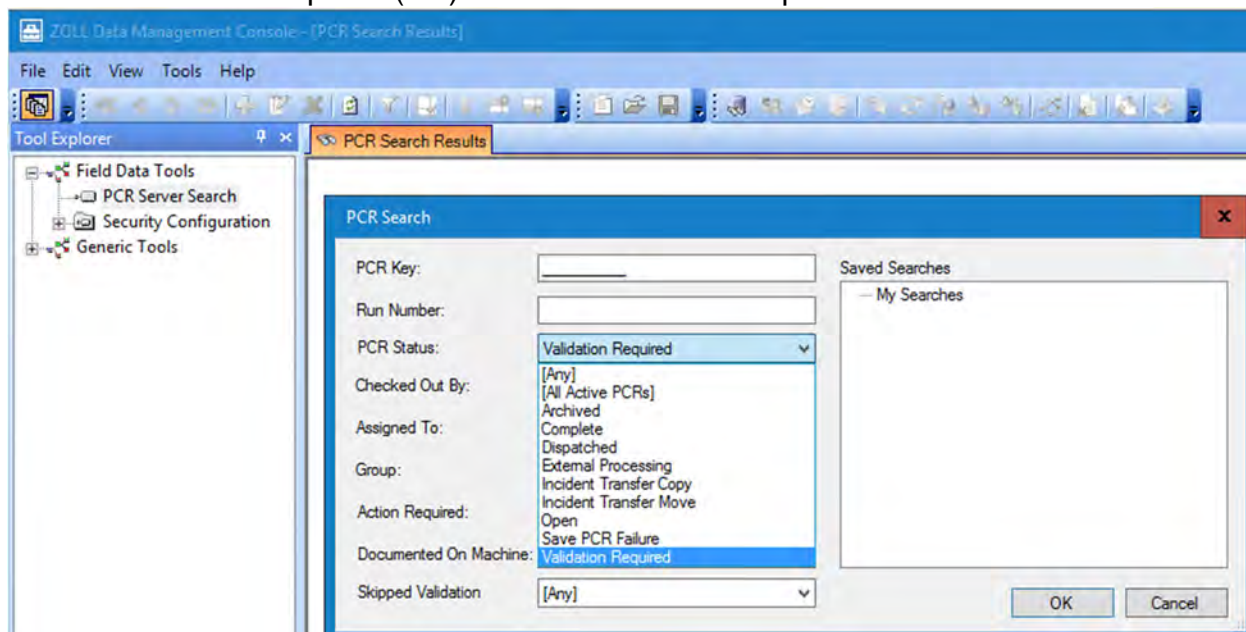 ZOLL Data Management Console - [PCR Search Results]
File Edit View Tools Help
Tool Explorer
PCR Search Results
Field Data Tools
PCR Server Search
Security Configuration
Generic Tools
PCR Search
PCR Key:
Saved Searches
My Searches
Run Number:
PCR Status: Validation Required
[Any]
Checked Out By: [All Active PCRs]
Archived
Complete
Assigned To:
Dispatched
External Processing
Group:
Incident Transfer Copy
Incident Transfer Move
Action Required:
Open
Save PCR Failure
Documented On Machine: Validation Required
Skipped Validation [Any]
OK Cancel